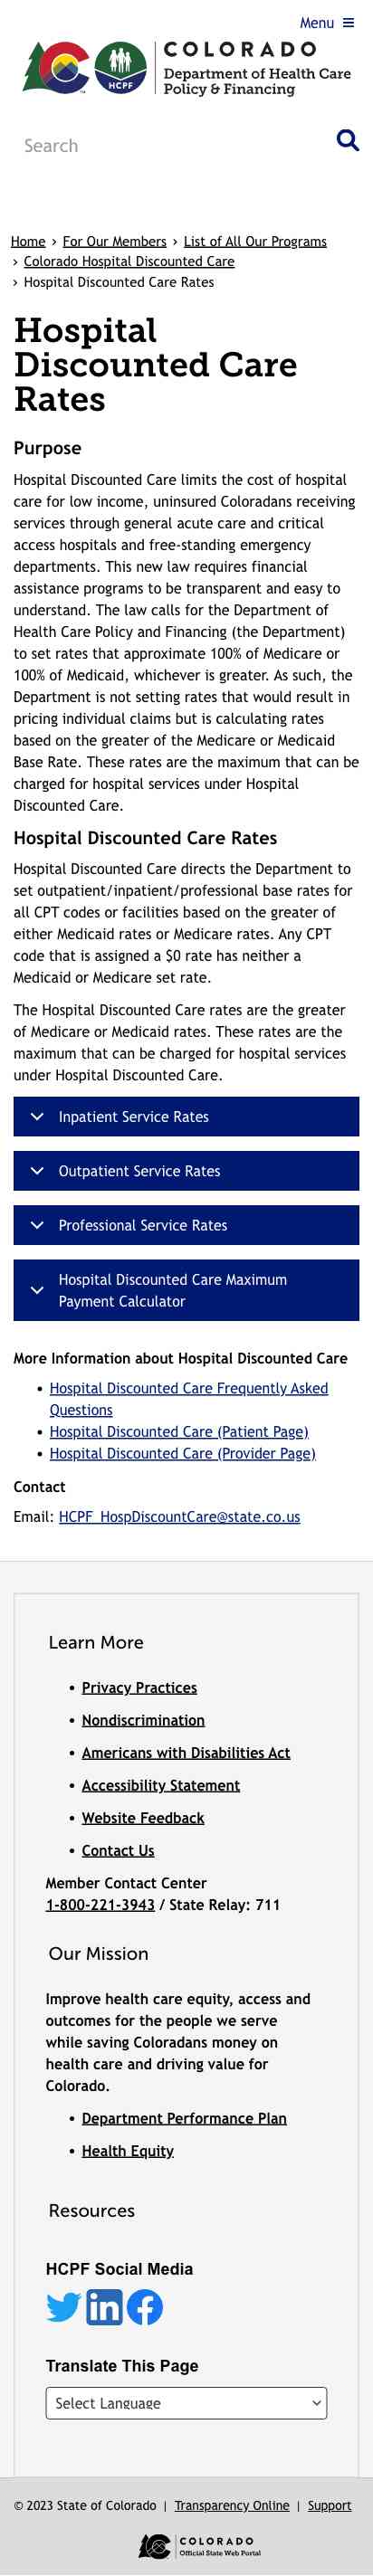 Menu
COLORADO
Department of Health Care
Policy & Financing
HCPF
Search
Home > For Our Members > List of All Our Programs
> Colorado Hospital Discounted Care
> Hospital Discounted Care Rates
Hospital
Discounted Care
Rates
Purpose
Hospital Discounted Care limits the cost of hospital
care for low income, uninsured Coloradans receiving
services through general acute care and critical
access hospitals and free-standing emergency
departments. This new law requires financial
assistance programs to be transparent and easy to
understand. The law calls for the Department of
Health Care Policy and Financing (the Department)
to set rates that approximate 100% of Medicare or
100% of Medicaid, whichever is greater. As such, the
Department is not setting rates that would result in
pricing individual claims but is calculating rates
based on the greater of the Medicare or Medicaid
Base Rate. These rates are the maximum that can be
charged for hospital services under Hospital
Discounted Care.
Hospital Discounted Care Rates
Hospital Discounted Care directs the Department to
set outpatient/inpatient/professional base rates for
all CPT codes or facilities based on the greater of
either Medicaid rates or Medicare rates. Any CPT
code that is assigned a $0 rate has neither a
Medicaid or Medicare set rate.
The Hospital Discounted Care rates are the greater
of Medicare or Medicaid rates. These rates are the
maximum that can be charged for hospital services
under Hospital Discounted Care.
Inpatient Service Rates
Outpatient Service Rates
Professional Service Rates
Hospital Discounted Care Maximum
Payment Calculator
More Information about Hospital Discounted Care
• Hospital Discounted Care Frequently Asked
Questions
• Hospital Discounted Care (Patient Page)
• Hospital Discounted Care (Provider Page)
Contact
Email: HCPF_HospDiscountCare@state.co.us
Learn More
• Privacy Practices
• Nondiscrimination
• Americans with Disabilities Act
• Accessibility Statement
• Website Feedback
• Contact Us
Member Contact Center
1-800-221-3943 / State Relay: 711
Our Mission
Improve health care equity, access and
outcomes for the people we serve
while saving Coloradans money on
health care and driving value for
Colorado.
• Department Performance Plan
• Health Equity
Resources
HCPF Social Media
Translate This Page
Select Language
© 2023 State of Colorado | Transparency Online | Support
COLORADO
Official State Web Portal